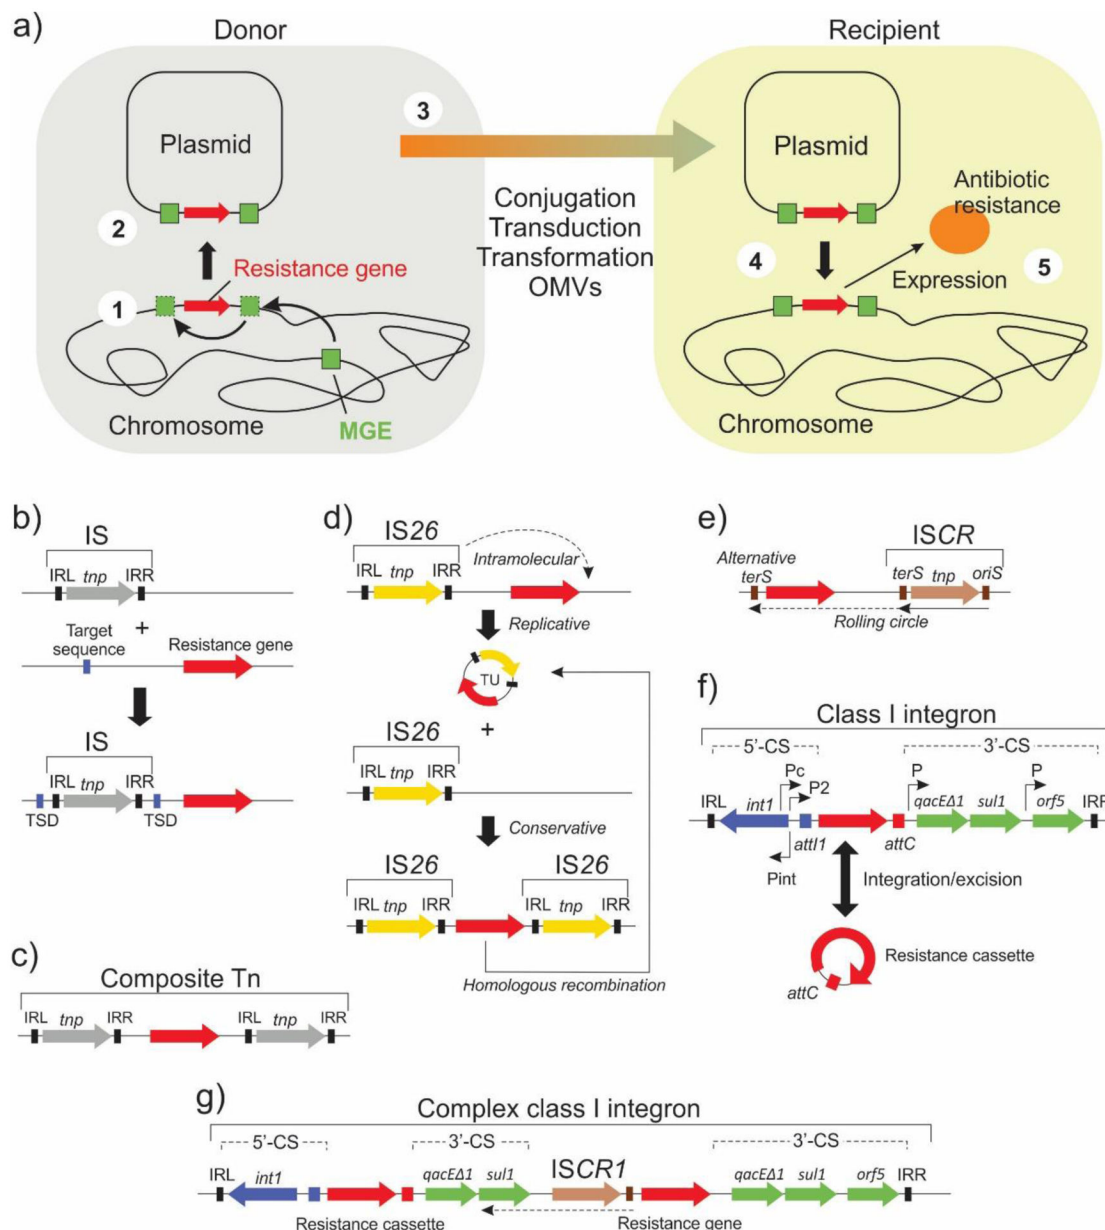 a)
Donor
Recipient
Plasmid
3
Plasmid
Conjugation
Transduction
Transformation
OMVs
Antibiotic
resistance
2
4
Expression
5
Resistance gene
1
Chromosome
MGE
Chromosome
b)
IS
IRL tnp IRR
+
Target
sequence
Resistance gene
IS
IRL tnp IRR
TSD
TSD
c)
Composite Tn
IRL tnp IRR
IRL tnp IRR
d)
IS26
Intramolecular
IRL tnp IRR
Replicative
TU
+
IS26
IRL tnp IRR
Conservative
IS26
IS26
IRL tnp IRR
IRL tnp IRR
Homologous recombination
e)
ISCR
Alternative
terS
terS tnp oriS
Rolling circle
f)
Class I integron
5'-CS
3'-CS
Pc
P2
P
P
IRL
int1
qacEΔ1
sul1
orf5
IRR
attI1
attC
Pint
Integration/excision
Resistance cassette
attC
g)
Complex class I integron
5'-CS
3'-CS
3'-CS
IRL
int1
qacEΔ1
sul1
ISCR1
qacEΔ1
sul1
orf5
IRR
Resistance cassette
Resistance gene